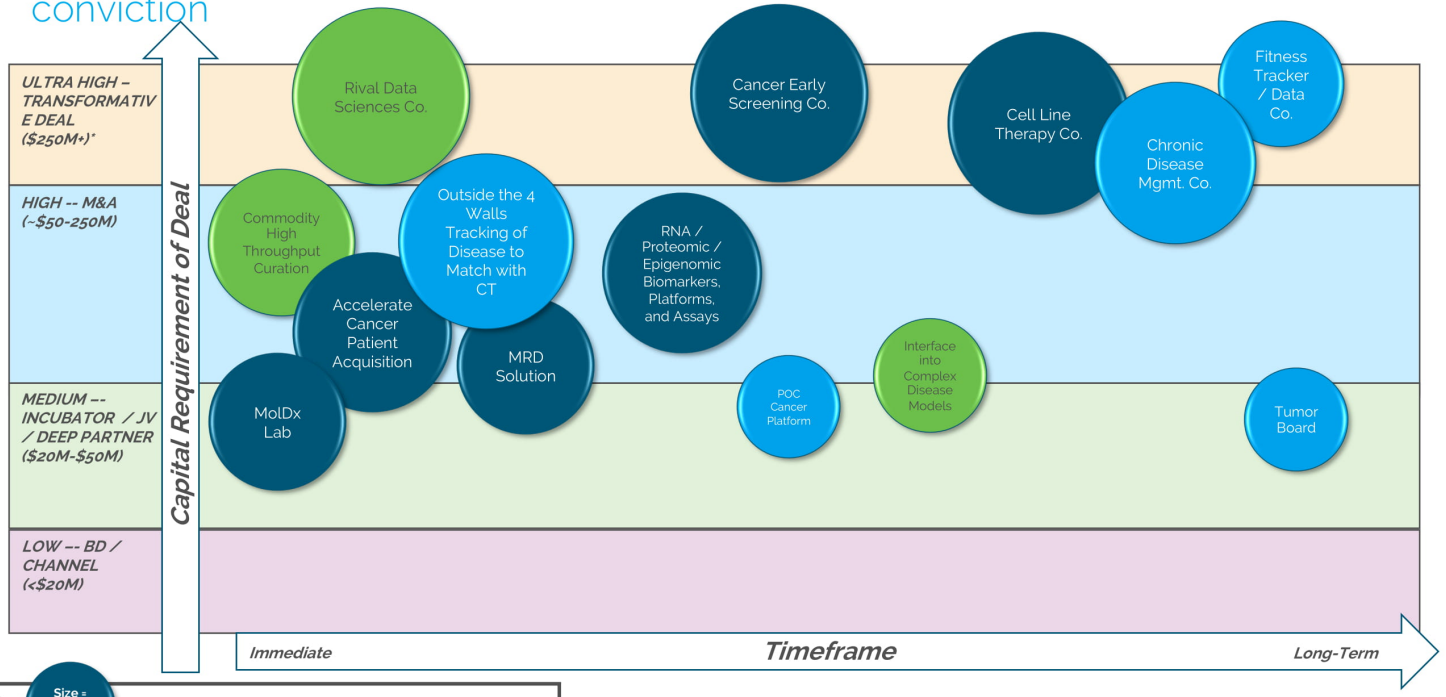 conviction
ULTRA HIGH –
TRANSFORMATIV
E DEAL
($250M+)*
HIGH -- M&A
(~$50-250M)
MEDIUM –-
INCUBATOR / JV
/ DEEP PARTNER
($20M-$50M)
LOW –- BD /
CHANNEL
(<$20M)
Capital Requirement of Deal
Rival Data
Sciences Co.
Cancer Early
Screening Co.
Cell Line
Therapy Co.
Fitness
Tracker
/ Data
Co.
Chronic
Disease
Mgmt. Co.
Commodity
High
Throughput
Curation
Outside the 4
Walls
Tracking of
Disease to
Match with
CT
RNA /
Proteomic /
Epigenomic
Biomarkers,
Platforms,
and Assays
Accelerate
Cancer
Patient
Acquisition
MRD
Solution
Interface
into
Complex
Disease
Models
MolDx
Lab
POC
Cancer
Platform
Tumor
Board
Immediate
Timeframe
Long-Term
Size =